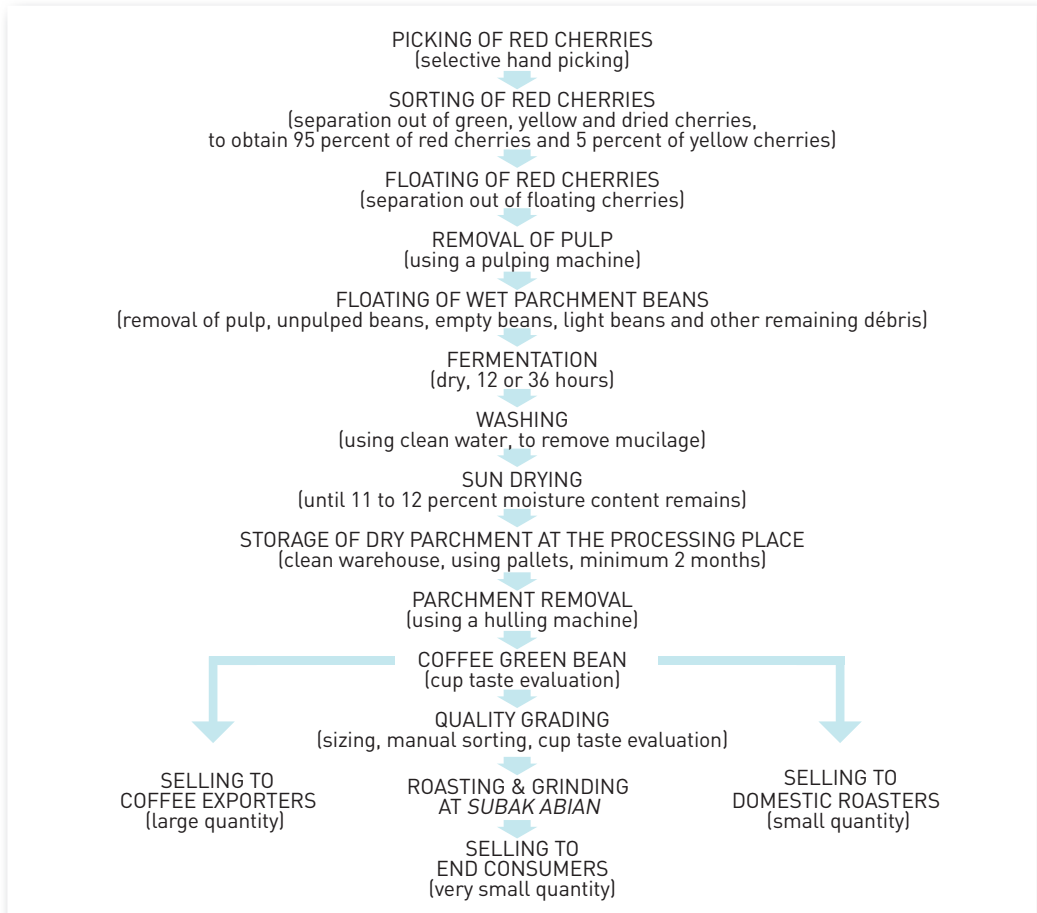 PICKING OF RED CHERRIES
(selective hand picking)
SORTING OF RED CHERRIES
(separation out of green, yellow and dried cherries,
to obtain 95 percent of red cherries and 5 percent of yellow cherries)
FLOATING OF RED CHERRIES
(separation out of floating cherries)
REMOVAL OF PULP
(using a pulping machine)
FLOATING OF WET PARCHMENT BEANS
(removal of pulp, unpulped beans, empty beans, light beans and other remaining débris)
FERMENTATION
(dry, 12 or 36 hours)
WASHING
(using clean water, to remove mucilage)
SUN DRYING
(until 11 to 12 percent moisture content remains)
STORAGE OF DRY PARCHMENT AT THE PROCESSING PLACE
(clean warehouse, using pallets, minimum 2 months)
PARCHMENT REMOVAL
(using a hulling machine)
COFFEE GREEN BEAN
(cup taste evaluation)
QUALITY GRADING
(sizing, manual sorting, cup taste evaluation)
SELLING TO
COFFEE EXPORTERS
(large quantity)
ROASTING & GRINDING
AT SUBAK ABIAN
SELLING TO
END CONSUMERS
(very small quantity)
SELLING TO
DOMESTIC ROASTERS
(small quantity)